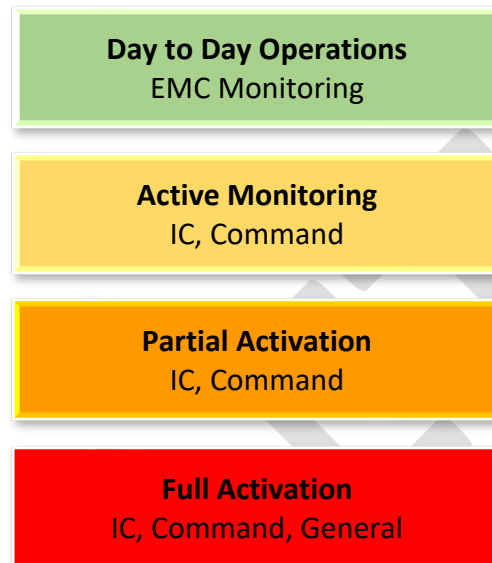 Day to Day Operations
EMC Monitoring
Active Monitoring
IC, Command
Partial Activation
IC, Command
Full Activation
IC, Command, General